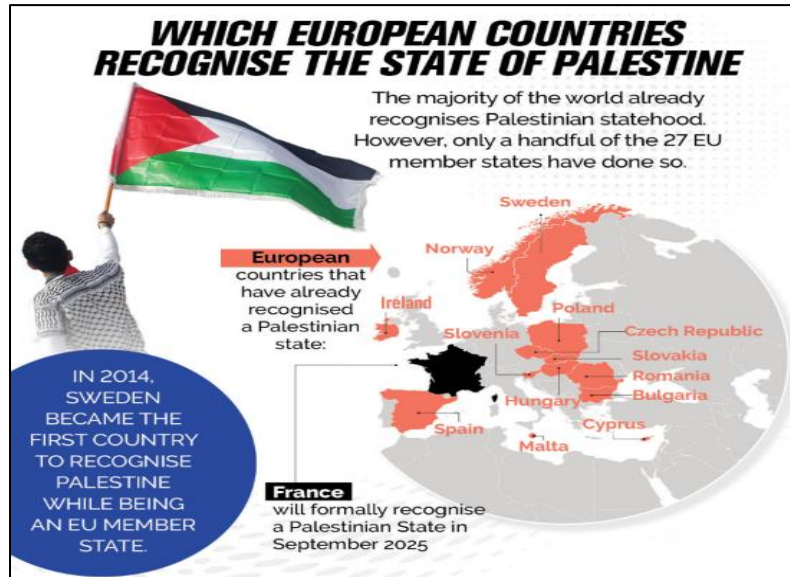 WHICH EUROPEAN COUNTRIES
RECOGNISE THE STATE OF PALESTINE
The majority of the world already
recognises Palestinian statehood.
However, only a handful of the 27 EU
member states have done so.
Sweden
Norway
European
countries that
have already
recognised
a Palestinian
state:
Ireland
Poland
Slovenia
Czech Republic
Slovakia
Romania
Hungary
Bulgaria
Spain
Cyprus
Malta
IN 2014,
SWEDEN
BECAME THE
FIRST COUNTRY
TO RECOGNISE
PALESTINE
WHILE BEING
AN EU MEMBER
STATE.
France
will formally recognise
a Palestinian State in
September 2025